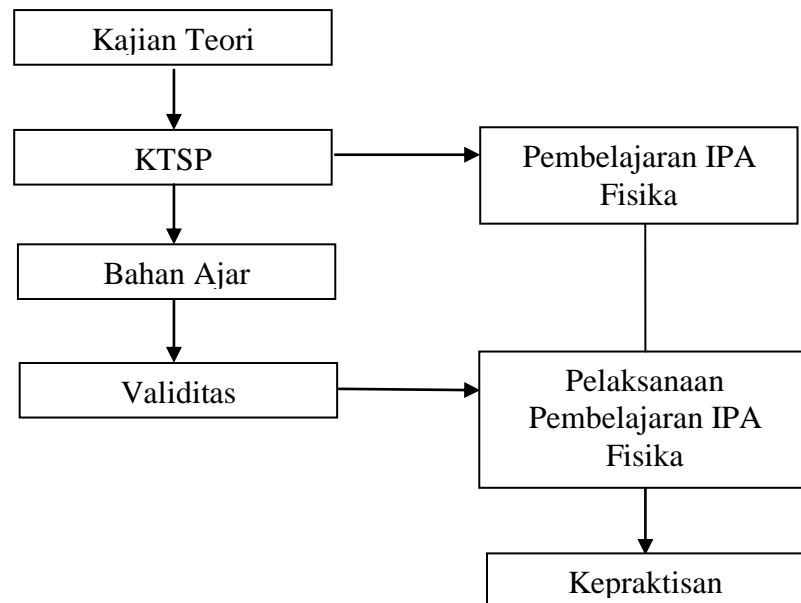 Kajian Teori
KTSP
Pembelajaran IPA
Fisika
Bahan Ajar
Validitas
Pelaksanaan
Pembelajaran IPA
Fisika
Kepraktisan